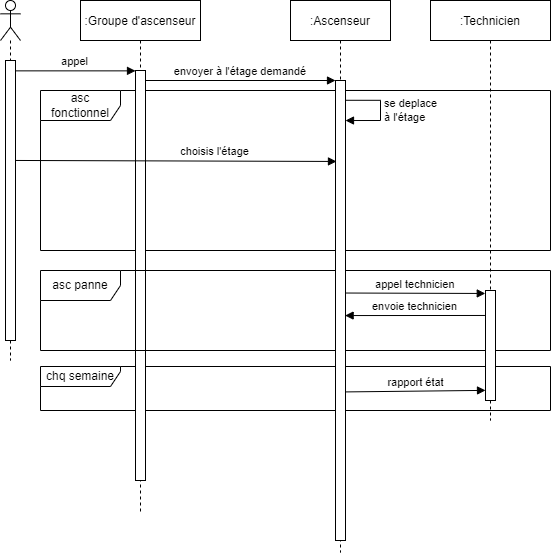 :Groupe d'ascenseur
:Ascenseur
:Technicien
appel
envoyer à l'étage demandé
asc
fonctionnel
se deplace
à l'étage
choisis l'étage
asc panne
appel technicien
envoie technicien
chq semaine
rapport état